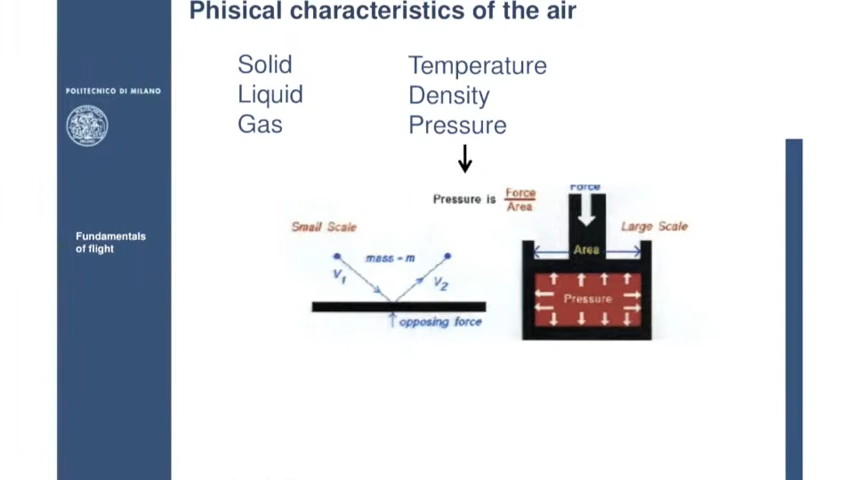 Phisical characteristics of the air
POLITECNICO DI MILANO
Fundamentals
of flight
Solid
Liquid
Gas
Temperature
Density
Pressure
Pressure is Force
Area
Small Scale
mass - m
V1
V2
opposing force
Force
Large Scale
Area
Pressure